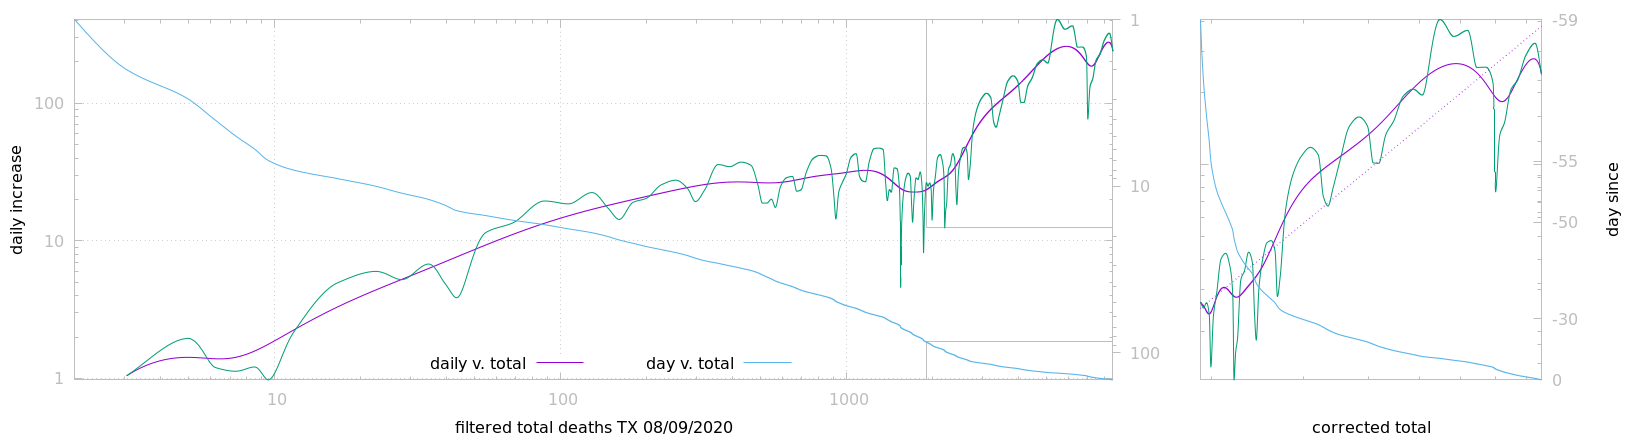 daily increase
100
10
1
10
100
1000
1
10
100
daily v. total
day v. total
filtered total deaths TX 08/09/2020
-59
-55
-50
-30
0
day since
corrected total